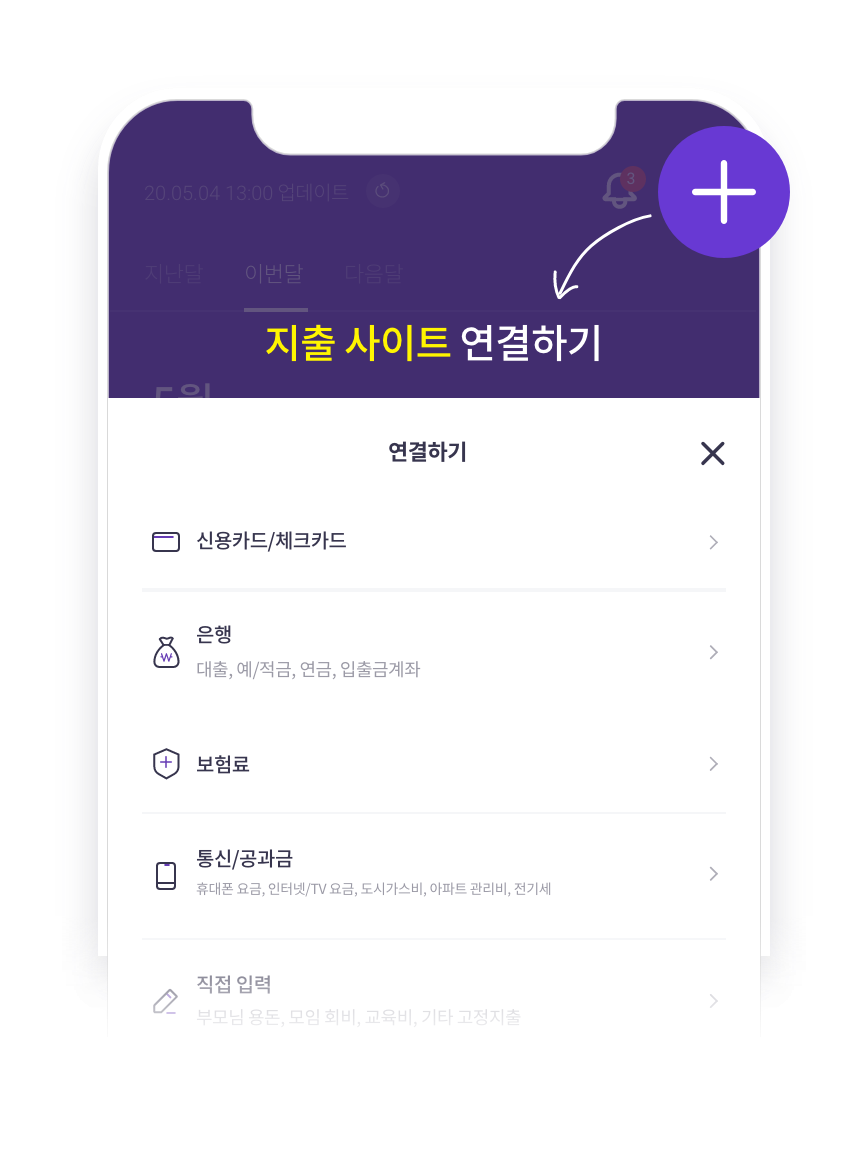 20.05.04 13:00 업데이트
3
지난달 이번달 다음달
지출 사이트 연결하기
5월
연결하기
신용카드/체크카드
은행
대출, 예/적금, 연금, 입출금계좌
보험료
통신/공과금
휴대폰 요금, 인터넷/TV 요금, 도시가스비, 아파트 관리비, 전기세
직접 입력
부모님 용돈, 모임 회비, 교육비, 기타 고정지출